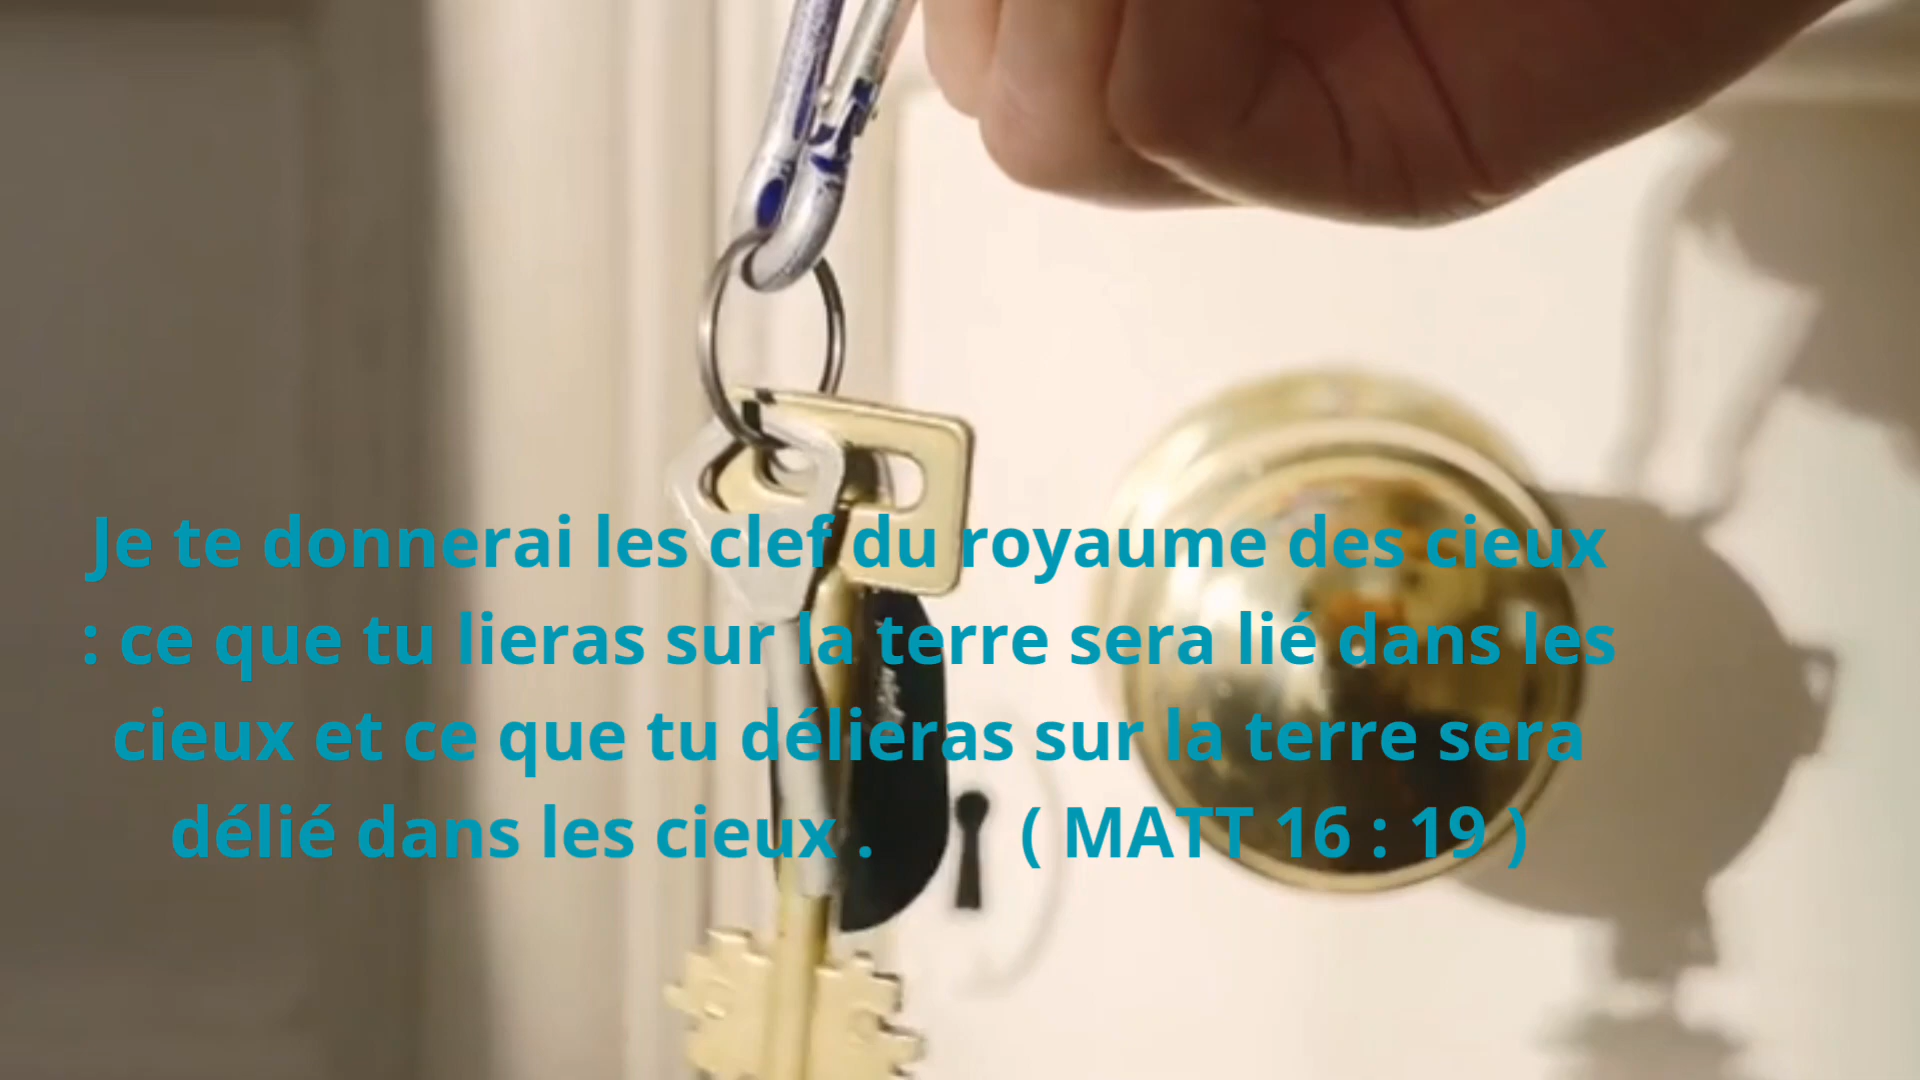 Je te donnerai les clef du royaume des cieux
: ce que tu lieras sur la terre sera lié dans les
cieux et ce que tu délieras sur la terre sera
délié dans les cieux . ( MATT 16 : 19 )